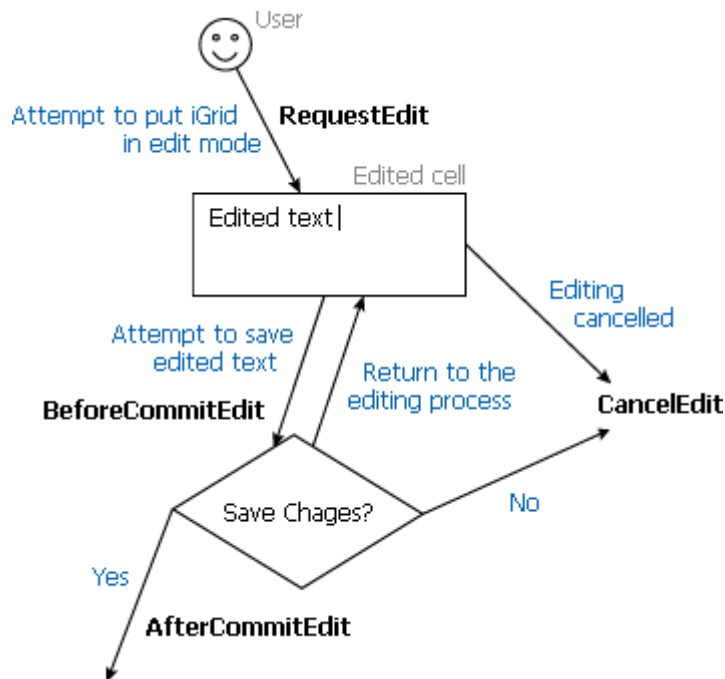 User
Attempt to put iGrid
in edit mode
RequestEdit
Edited cell
Edited text
Editing
cancelled
Attempt to save
edited text
Return to the
editing process
BeforeCommitEdit
CancelEdit
Save Chages?
No
Yes
AfterCommitEdit